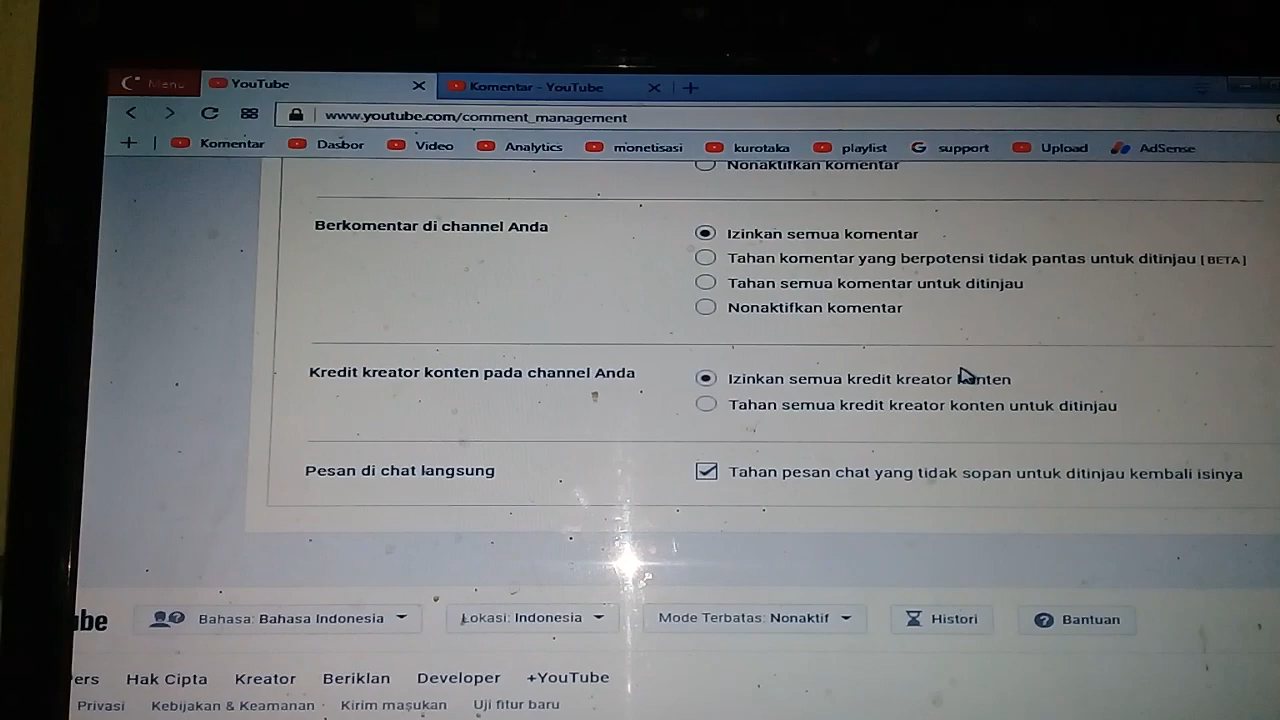 Menu YouTube Komentar - YouTube
www.youtube.com/comment_management
Komentar Dasbor Video Analytics monetisasi kurotaka playlist G support Upload AdSense
Nonaktifkan komentar
Berkomentar di channel Anda
Izinkan semua komentar
Tahan komentar yang berpotensi tidak pantas untuk ditinjau [BETA]
Tahan semua komentar untuk ditinjau
Nonaktifkan komentar
Kredit kreator konten pada channel Anda
Izinkan semua kredit kreator konten
Tahan semua kredit kreator konten untuk ditinjau
Pesan di chat langsung
Tahan pesan chat yang tidak sopan untuk ditinjau kembali isinya
ube Bahasa: Bahasa Indonesia Lokasi: Indonesia Mode Terbatas: Nonaktif Histori Bantuan
ers Hak Cipta Kreator Beriklan Developer +YouTube
Privasi Kebijakan & Keamanan Kirim masukan Uji fitur baru